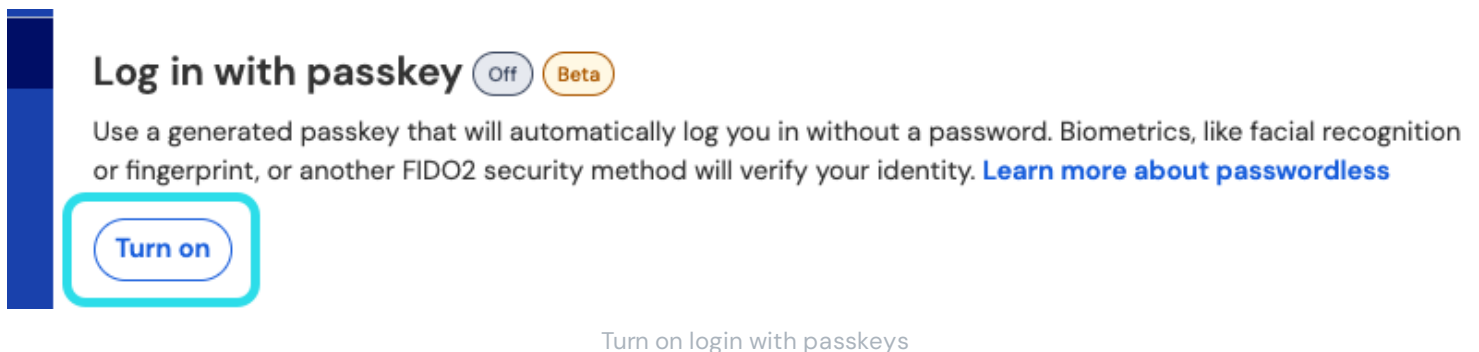 Log in with passkey Off Beta
Use a generated passkey that will automatically log you in without a password. Biometrics, like facial recognition
or fingerprint, or another FIDO2 security method will verify your identity. Learn more about passwordless
Turn on
Turn on login with passkeys